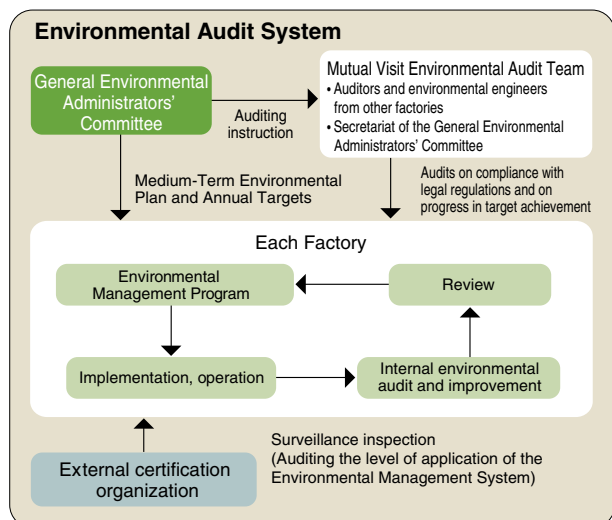 Environmental Audit System
General Environmental
Administrators'
Committee
Auditing
instruction
Mutual Visit Environmental Audit Team
• Auditors and environmental engineers
from other factories
• Secretariat of the General Environmental
Administrators' Committee
Medium-Term Environmental
Plan and Annual Targets
Audits on compliance with
legal regulations and on
progress in target achievement
Each Factory
Environmental
Management Program
Review
Implementation, operation
Internal environmental
audit and improvement
External certification
organization
Surveillance inspection
(Auditing the level of application of the
Environmental Management System)